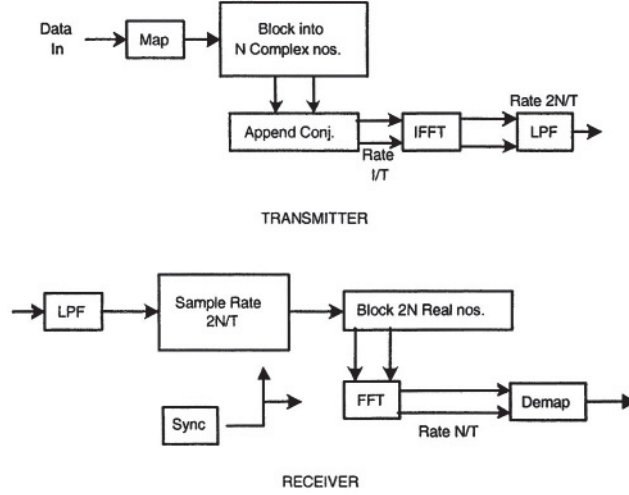 Data
In
Map
Block into
N Complex nos.
Append Conj.
Rate
I/T
IFFT
Rate 2N/T
LPF
TRANSMITTER
LPF
Sample Rate
2N/T
Block 2N Real nos.
Sync
FFT
Rate N/T
Demap
RECEIVER